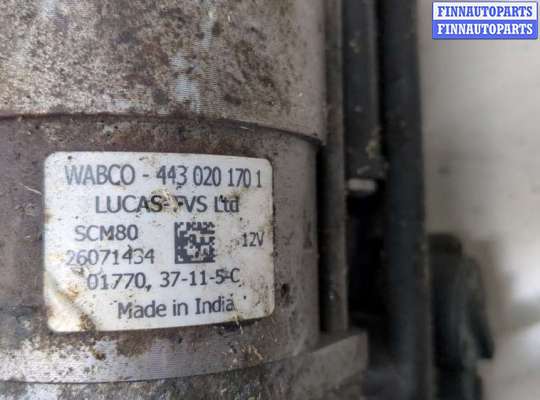 FINNAUTOPARTS
FINNAUTOPARTS
WABCO - 443 020 170 1
LUCAS-TVS Ltd
SCM80
12V
26071434
01770, 37-11-5-C
Made in India